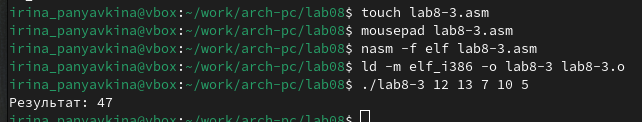 irina_panyavkina@vbox:~/work/arch-pc/lab08$ touch lab8-3.asm
irina_panyavkina@vbox:~/work/arch-pc/lab08$ mousepad lab8-3.asm
irina_panyavkina@vbox:~/work/arch-pc/lab08$ nasm -f elf lab8-3.asm
irina_panyavkina@vbox:~/work/arch-pc/lab08$ ld -m elf_i386 -o lab8-3 lab8-3.o
irina_panyavkina@vbox:~/work/arch-pc/lab08$ ./lab8-3 12 13 7 10 5
Результат: 47
irina_panyavkina@vbox:~/work/arch-pc/lab08$